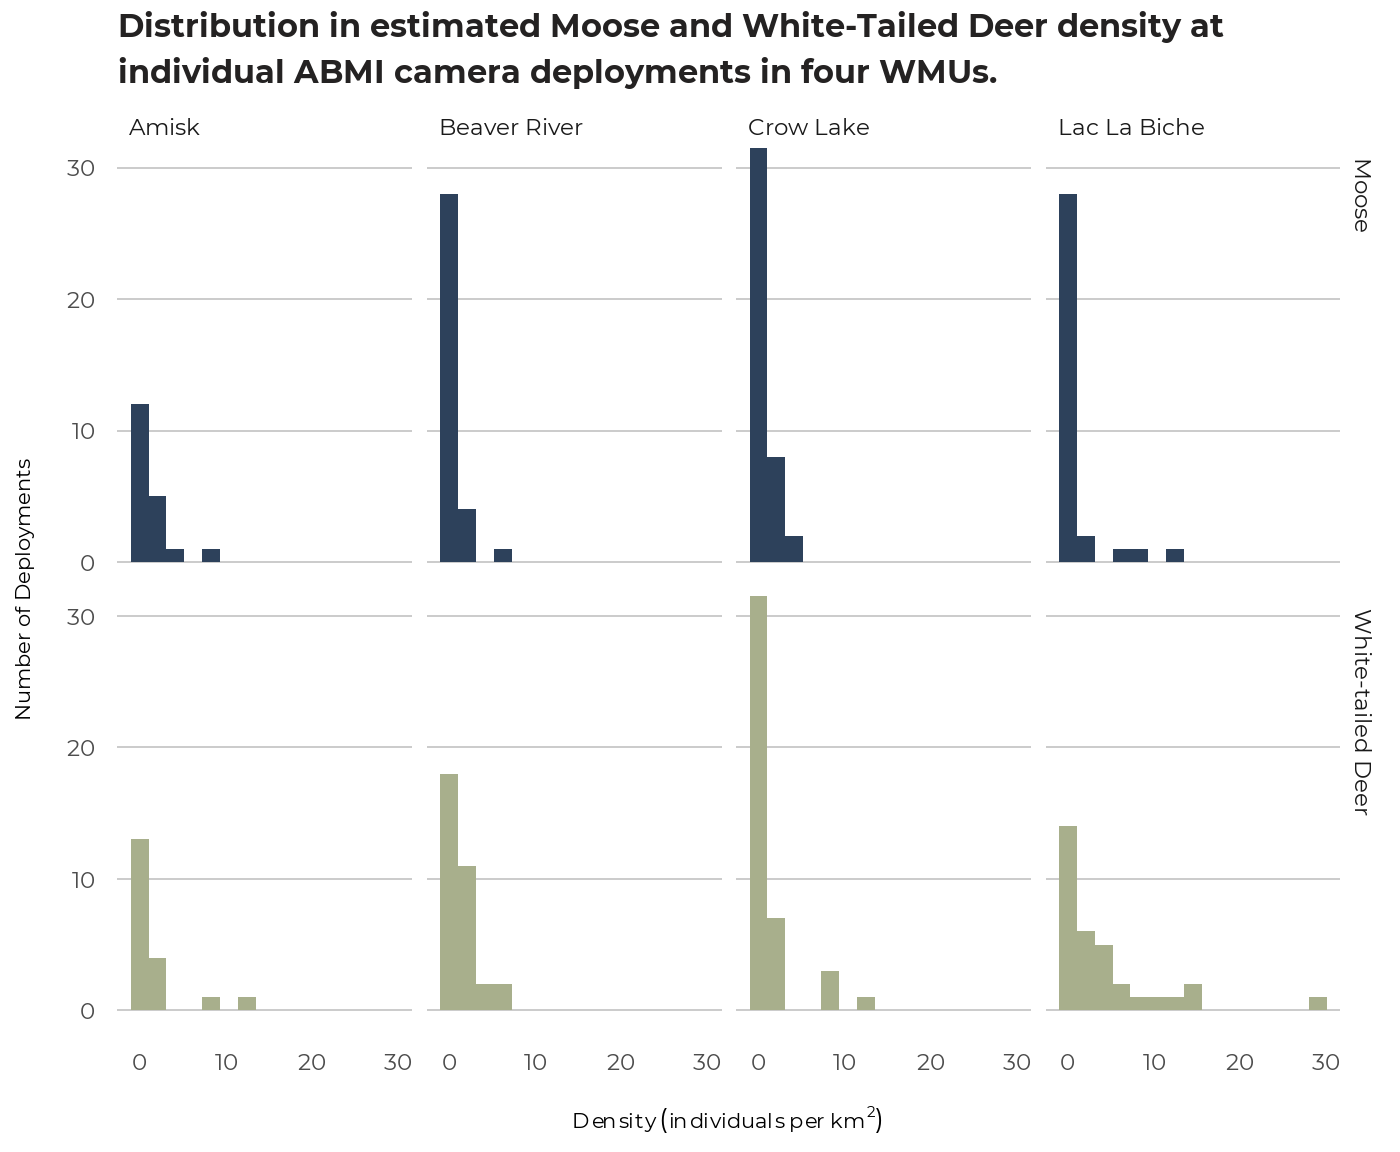 Distribution in estimated Moose and White-Tailed Deer density at
individual ABMI camera deployments in four WMUs.
Amisk
Beaver River
Crow Lake
Lac La Biche
30
20
10
0
Moose
Number of Deployments
30
20
10
0
White-tailed Deer
0 10 20 30
0 10 20 30
0 10 20 30
0 10 20 30
Density (individuals per km²)